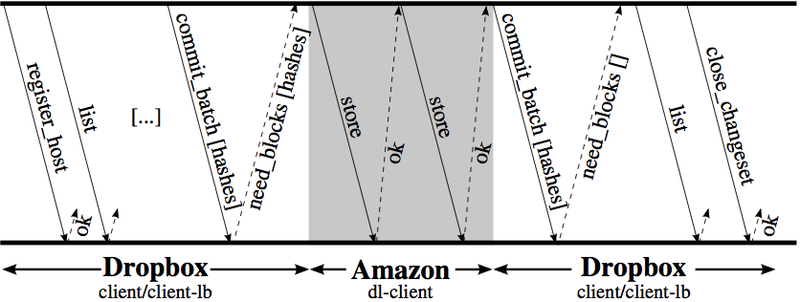 register_host
ok
list
[...]
commit_batch [hashes]
need_blocks [hashes]
store
ok
store
ok
commit_batch [hashes]
need_blocks []
list
close_changeset
ok
Dropbox
client/client-lb
Amazon
dl-client
Dropbox
client/client-lb